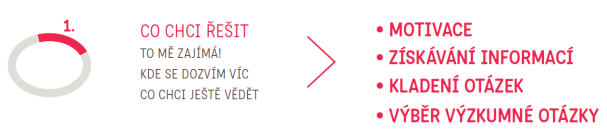 1.
CO CHCI ŘEŠIT
TO MĚ ZAJÍMÁ!
KDE SE DOZVÍM VÍC
CO CHCI JEŠTĚ VĚDĚT
• MOTIVACE
• ZÍSKÁVÁNÍ INFORMACÍ
• KLADENÍ OTÁZEK
• VÝBĚR VÝZKUMNÉ OTÁZKY